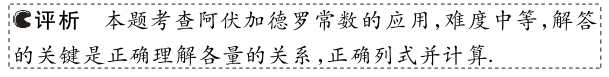 评析 本题考查阿伏加德罗常数的应用,难度中等,解答
的关键是正确理解各量的关系,正确列式并计算.